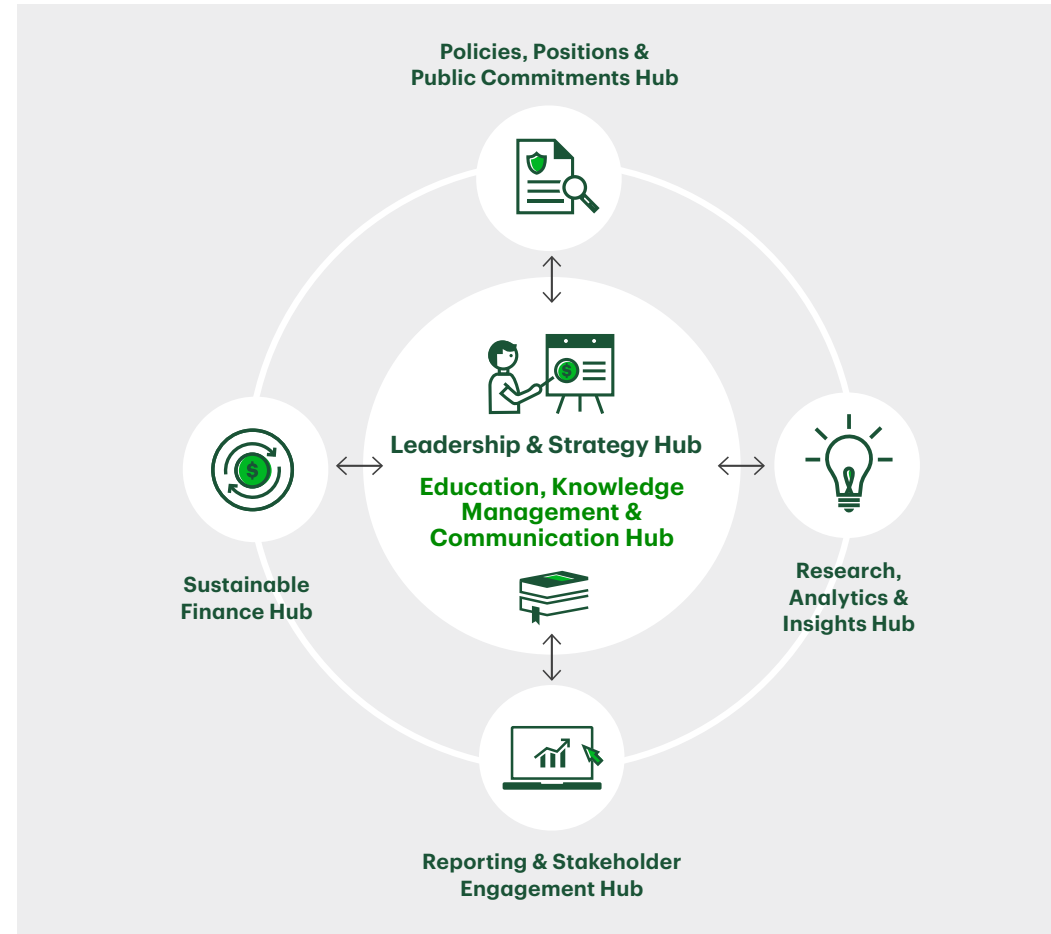 Policies, Positions &
Public Commitments Hub
Leadership & Strategy Hub
Education, Knowledge
Management &
Communication Hub
Sustainable
Finance Hub
Research,
Analytics &
Insights Hub
Reporting & Stakeholder
Engagement Hub